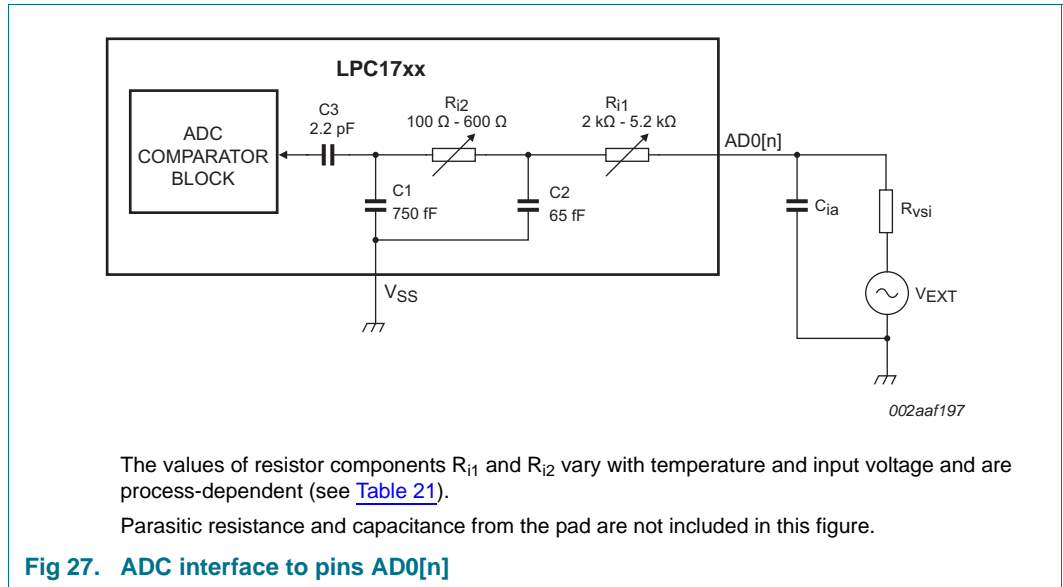 LPC17xx
ADC
COMPARATOR
BLOCK
C3
2.2 pF
Ri2
100 Ω - 600 Ω
Ri1
2 kΩ - 5.2 kΩ
AD0[n]
C1
750 fF
C2
65 fF
Cia
Rvsi
VSS
VEXT
002aaf197
The values of resistor components Ri1 and Ri2 vary with temperature and input voltage and are
process-dependent (see Table 21).
Parasitic resistance and capacitance from the pad are not included in this figure.
Fig 27. ADC interface to pins AD0[n]